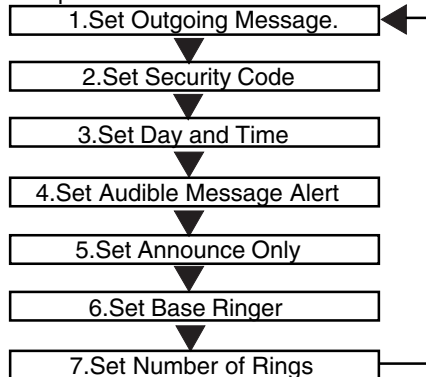 1.Set Outgoing Message.
2.Set Security Code
3.Set Day and Time
4.Set Audible Message Alert
5.Set Announce Only
6.Set Base Ringer
7.Set Number of Rings